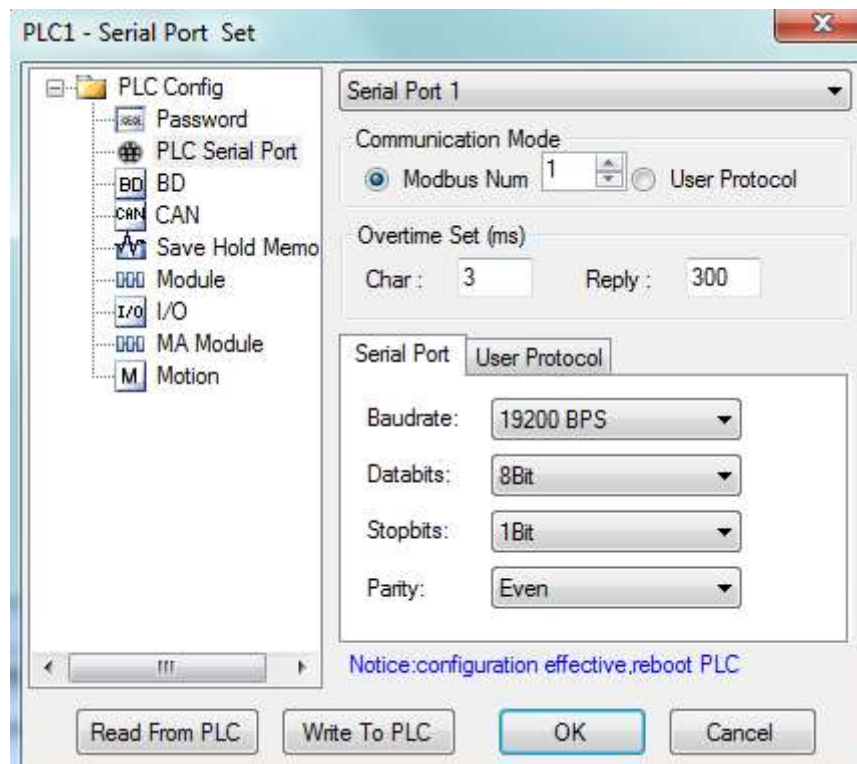 PLC1 - Serial Port Set
PLC Config
Password
PLC Serial Port
BD BD
CAN CAN
Save Hold Memo
Module
I/O I/O
MA Module
M Motion
Serial Port 1
Communication Mode
Modbus Num 1 User Protocol
Overtime Set (ms)
Char : 3 Reply : 300
Serial Port User Protocol
Baudrate: 19200 BPS
Databits: 8Bit
Stopbits: 1Bit
Parity: Even
Notice:configuration effective,reboot PLC
Read From PLC Write To PLC OK Cancel